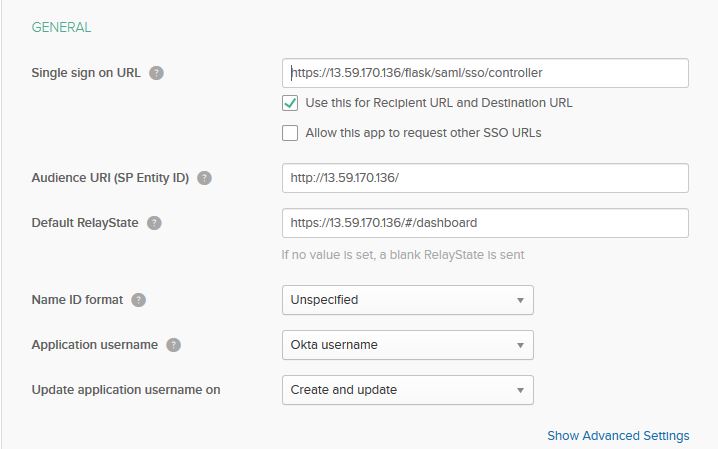 GENERAL
Single sign on URL ?
https://13.59.170.136/flask/saml/sso/controller
Use this for Recipient URL and Destination URL
Allow this app to request other SSO URLs
Audience URI (SP Entity ID) ?
http://13.59.170.136/
Default RelayState ?
https://13.59.170.136/#/dashboard
If no value is set, a blank RelayState is sent
Name ID format ?
Unspecified
Application username ?
Okta username
Update application username on
Create and update
Show Advanced Settings